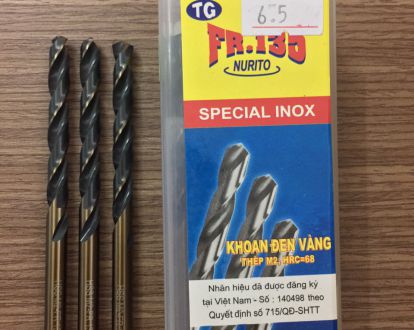 TG
6.5
FR.135
NURITO
SPECIAL INOX
KHOAN ĐEN VÀNG
THÉP M2, HRC=68
Nhãn hiệu đã được đăng ký
tại Việt Nam - Số : 140498 theo
Quyết định số 715/QĐ-SHTT